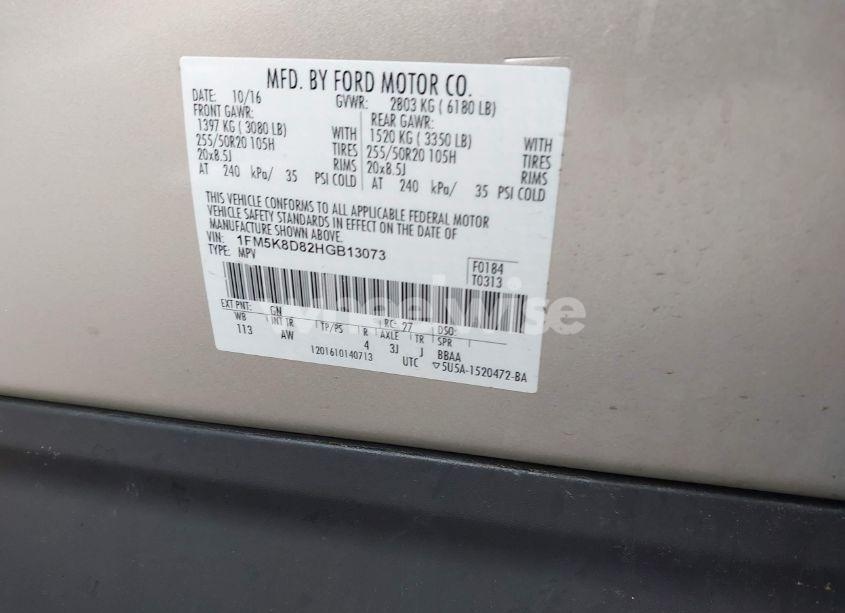 MFD. BY FORD MOTOR CO.
DATE: 10/16 GVWR: 2803 KG ( 6180 LB)
FRONT GAWR: REAR GAWR:
1397 KG ( 3080 LB) WITH 1520 KG ( 3350 LB) WITH
255/50R20 105H TIRES 255/50R20 105H TIRES
20x8.5J RIMS 20x8.5J RIMS
AT 240 kPa/ 35 PSI COLD AT 240 kPa/ 35 PSI COLD
THIS VEHICLE CONFORMS TO ALL APPLICABLE FEDERAL MOTOR
VEHICLE SAFETY STANDARDS IN EFFECT ON THE DATE OF
MANUFACTURE SHOWN ABOVE.
VIN: 1FM5K8D82HGB13073
TYPE: MPV
F0184
T0313
EXT PNT: GN RC: 27 DSO:
WB INT TR TP/PS R AXLE TR SPR
113 AW 4 3J J BBAA
1201610140713 UTC ▽5U5A-1520472-BA
wheelwise